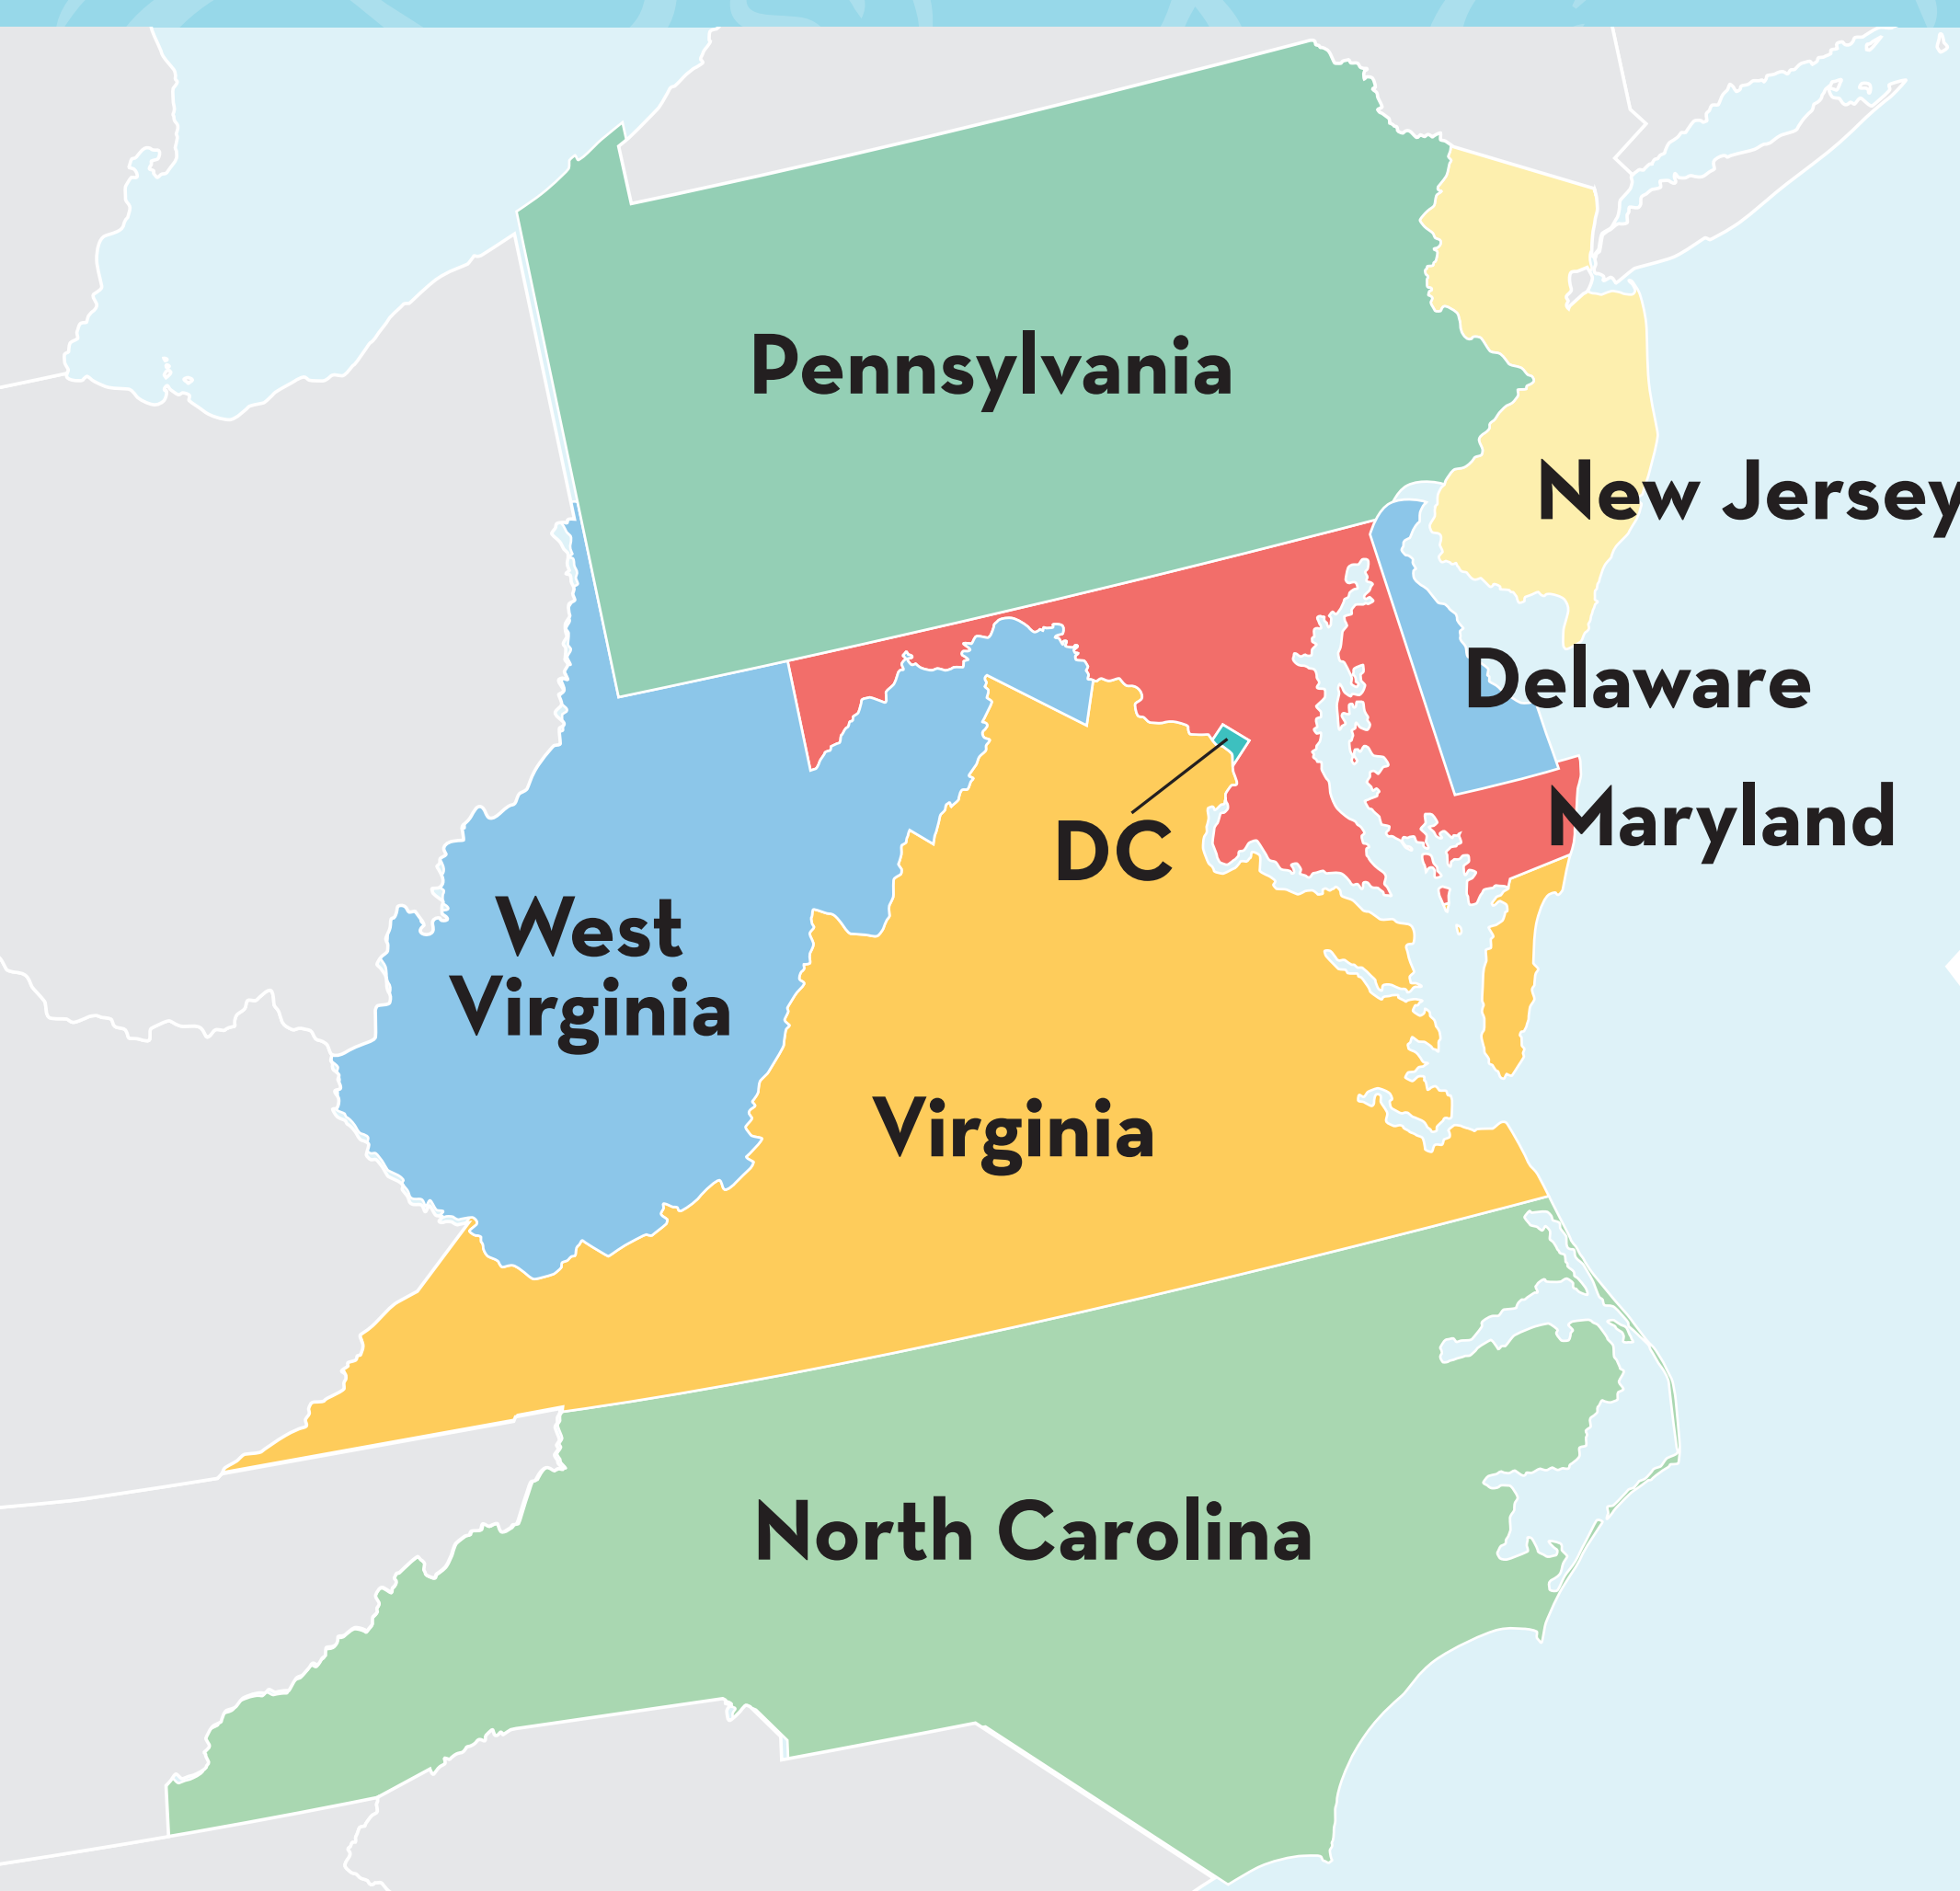 Pennsylvania
New Jersey
Delaware
Maryland
DC
West
Virginia
Virginia
North Carolina